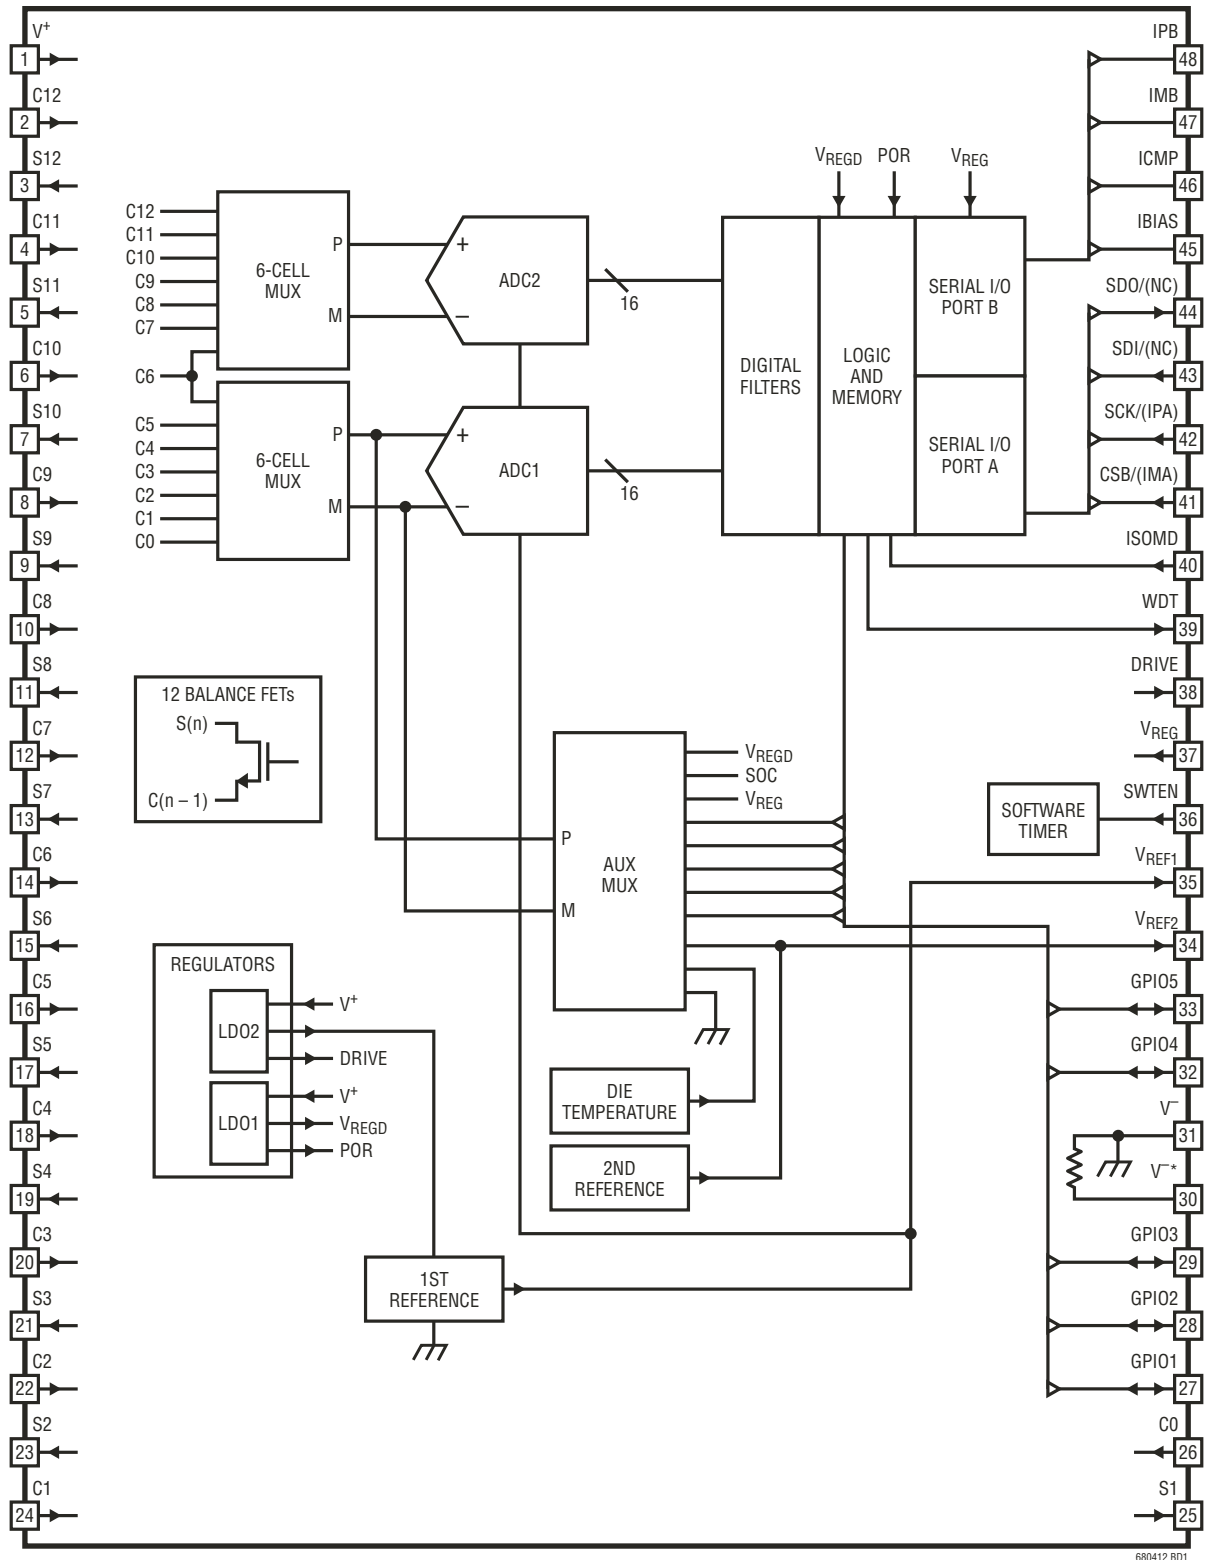 V+
1
C12
2
S12
3
C11
4
S11
5
C10
6
S10
7
C9
8
S9
9
C8
10
S8
11
C7
12
S7
13
C6
14
S6
15
C5
16
S5
17
C4
18
S4
19
C3
20
S3
21
C2
22
S2
23
C1
24
C12
C11
C10
C9
C8
C7
C6
C5
C4
C3
C2
C1
C0
6-CELL
MUX
P
M
6-CELL
MUX
P
M
+
−
ADC2
16
+
−
ADC1
16
VREGD
POR
VREG
DIGITAL
FILTERS
LOGIC
AND
MEMORY
SERIAL I/O
PORT B
SERIAL I/O
PORT A
12 BALANCE FETs
S(n)
C(n – 1)
P
M
AUX
MUX
VREGD
SOC
VREG
SOFTWARE
TIMER
REGULATORS
LDO2
V+
DRIVE
LDO1
V+
VREGD
POR
DIE
TEMPERATURE
2ND
REFERENCE
1ST
REFERENCE
IPB
48
IMB
47
ICMP
46
IBIAS
45
SDO/(NC)
44
SDI/(NC)
43
SCK/(IPA)
42
CSB/(IMA)
41
ISOMD
40
WDT
39
DRIVE
38
VREG
37
SWTEN
36
VREF1
35
VREF2
34
GPIO5
33
GPIO4
32
V–
31
V–*
30
GPIO3
29
GPIO2
28
GPIO1
27
C0
26
S1
25
680412 BD1